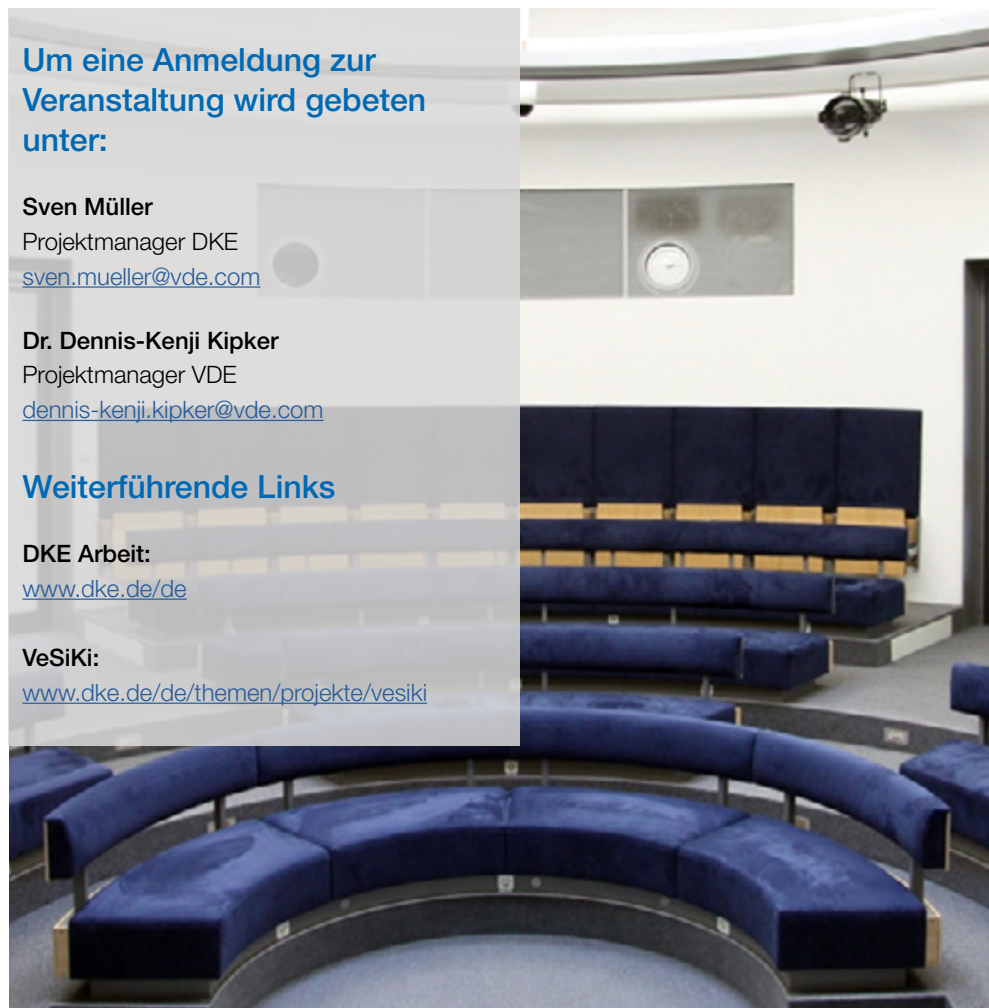 Um eine Anmeldung zur
Veranstaltung wird gebeten
unter:
Sven Müller
Projektmanager DKE
sven.mueller@vde.com
Dr. Dennis-Kenji Kipker
Projektmanager VDE
dennis-kenji.kipker@vde.com
Weiterführende Links
DKE Arbeit:
www.dke.de/de
VeSiKi:
www.dke.de/de/themen/projekte/vesiki